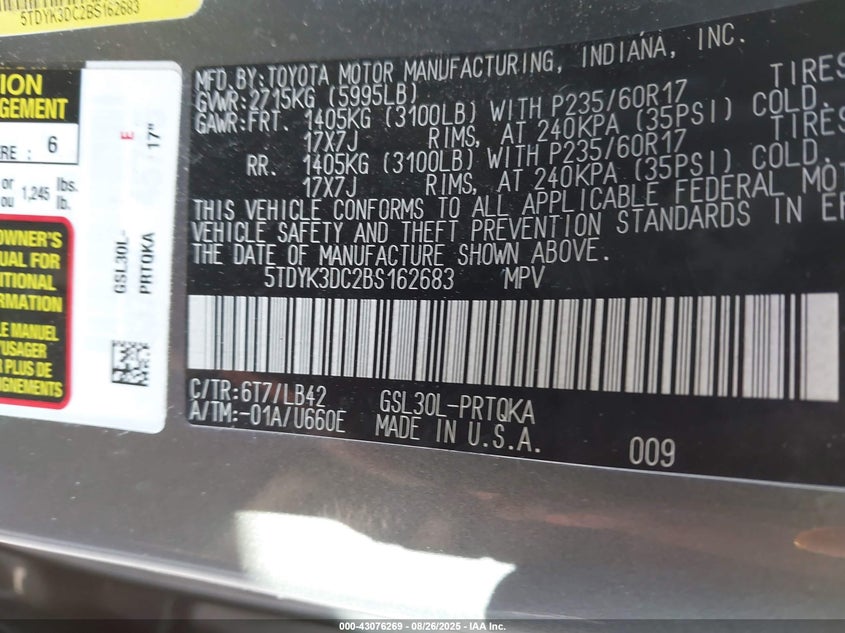 5TDYK3DC2BS162683
ION
AGEMENT
ERE : 6
or
ou 1,245 lbs.
lb.
E
17"
OWNER'S
UAL FOR
ITIONAL
RMATION
LE MANUEL
'USAGER
R PLUS DE
IGNEMENTS
GSL30L-
PRTQKA
MFD. BY: TOYOTA MOTOR MANUFACTURING, INDIANA, INC.
GVWR: 2715KG (5995LB)
GAWR: FRT. 1405KG (3100LB) WITH P235/60R17 TIRES
17X7J RIMS, AT 240KPA (35PSI) COLD.
RR. 1405KG (3100LB) WITH P235/60R17 TIRES
17X7J RIMS, AT 240KPA (35PSI) COLD.
THIS VEHICLE CONFORMS TO ALL APPLICABLE FEDERAL MOT
VEHICLE SAFETY AND THEFT PREVENTION STANDARDS IN EF
THE DATE OF MANUFACTURE SHOWN ABOVE.
5TDYK3DC2BS162683 MPV
C/TR: 6T7/LB42 GSL30L-PRTQKA
A/TM: -01A/U660E MADE IN U.S.A.
009
000-43076269 - 08/26/2025 - IAA Inc.